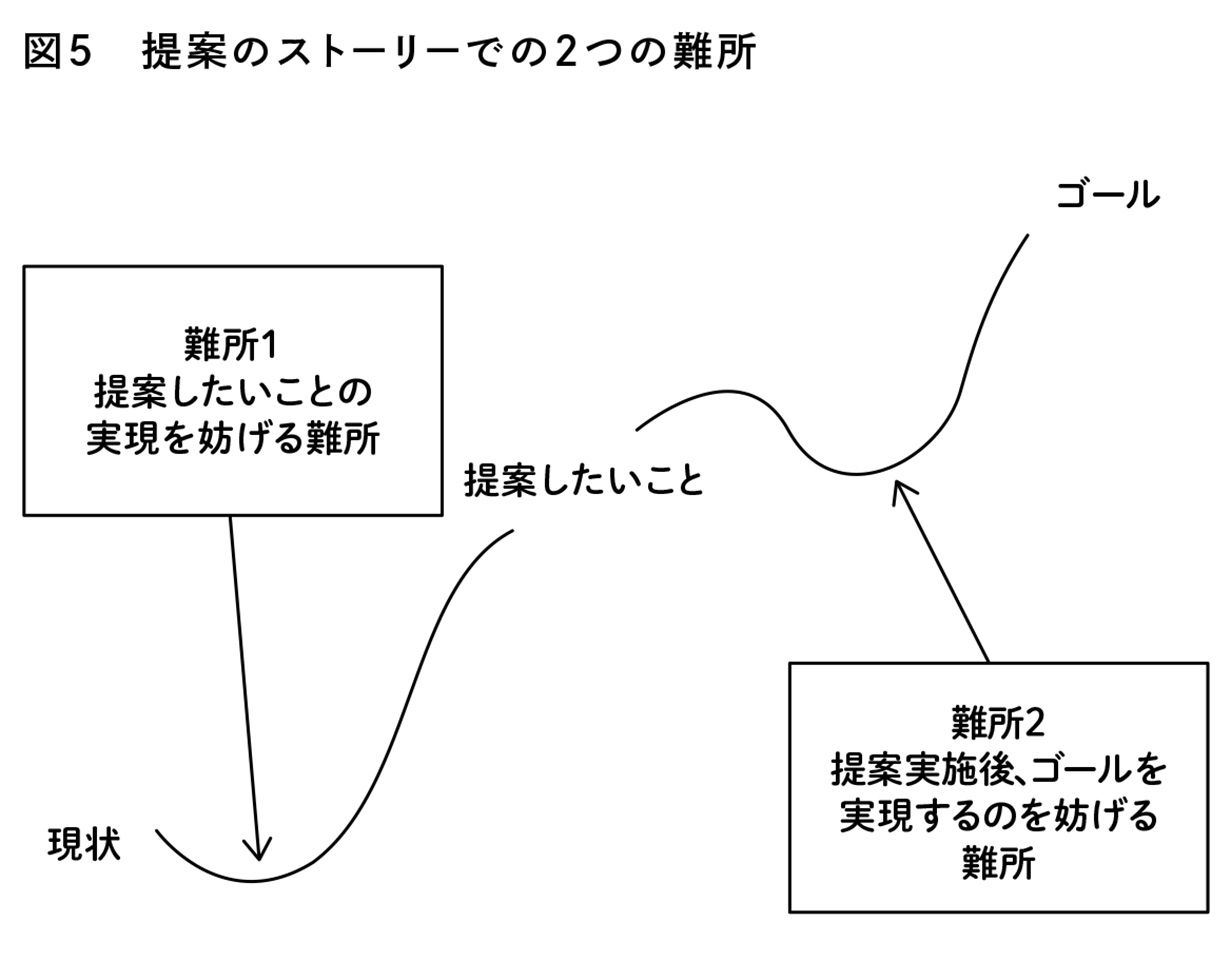 図5　提案のストーリーでの2つの難所
ゴール
難所1
提案したいことの
実現を妨げる難所
提案したいこと
難所2
提案実施後、ゴールを
実現するのを妨げる
難所
現状